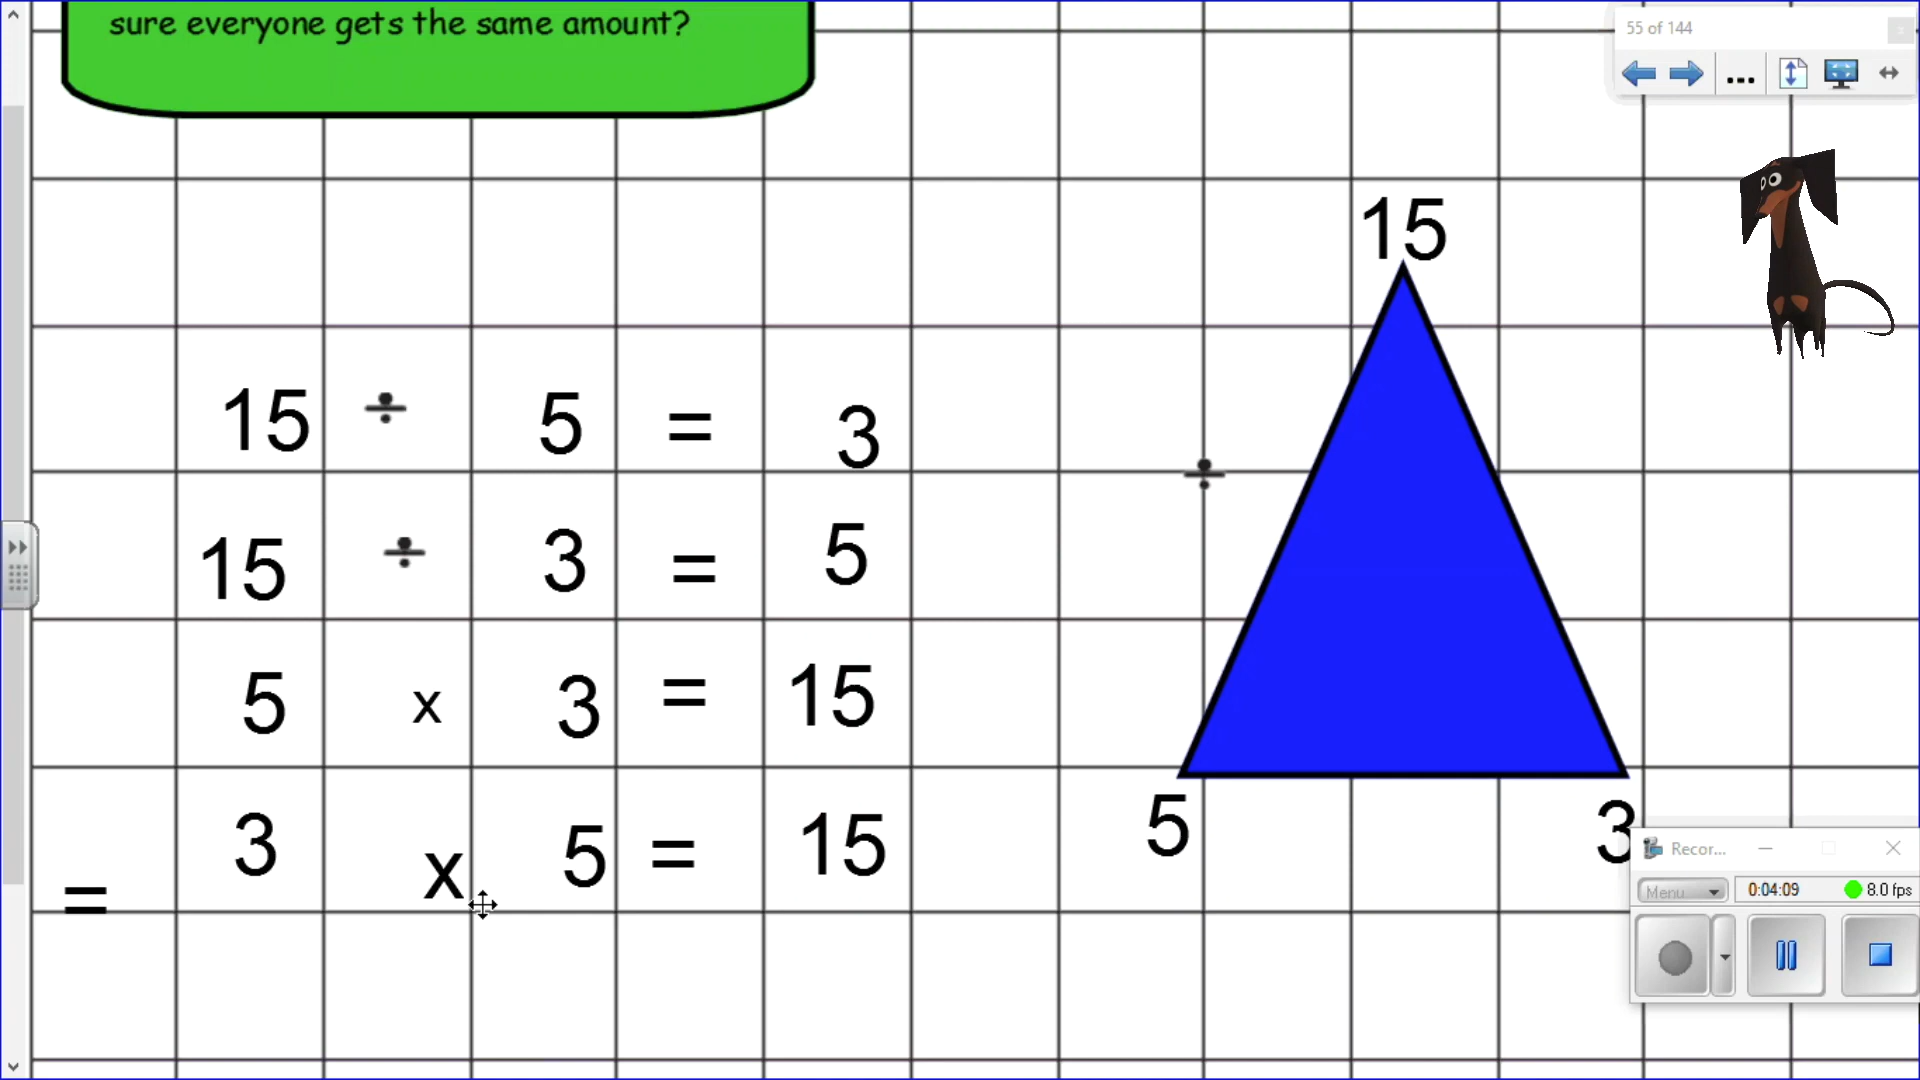 sure everyone gets the same amount?
55 of 144
...
15
15 ÷ 5 = 3
÷
15 ÷ 3 = 5
5 x 3 = 15
5 3
3 x 5 = 15
=
Recor...
Menu 0:04:09 8.0 fps